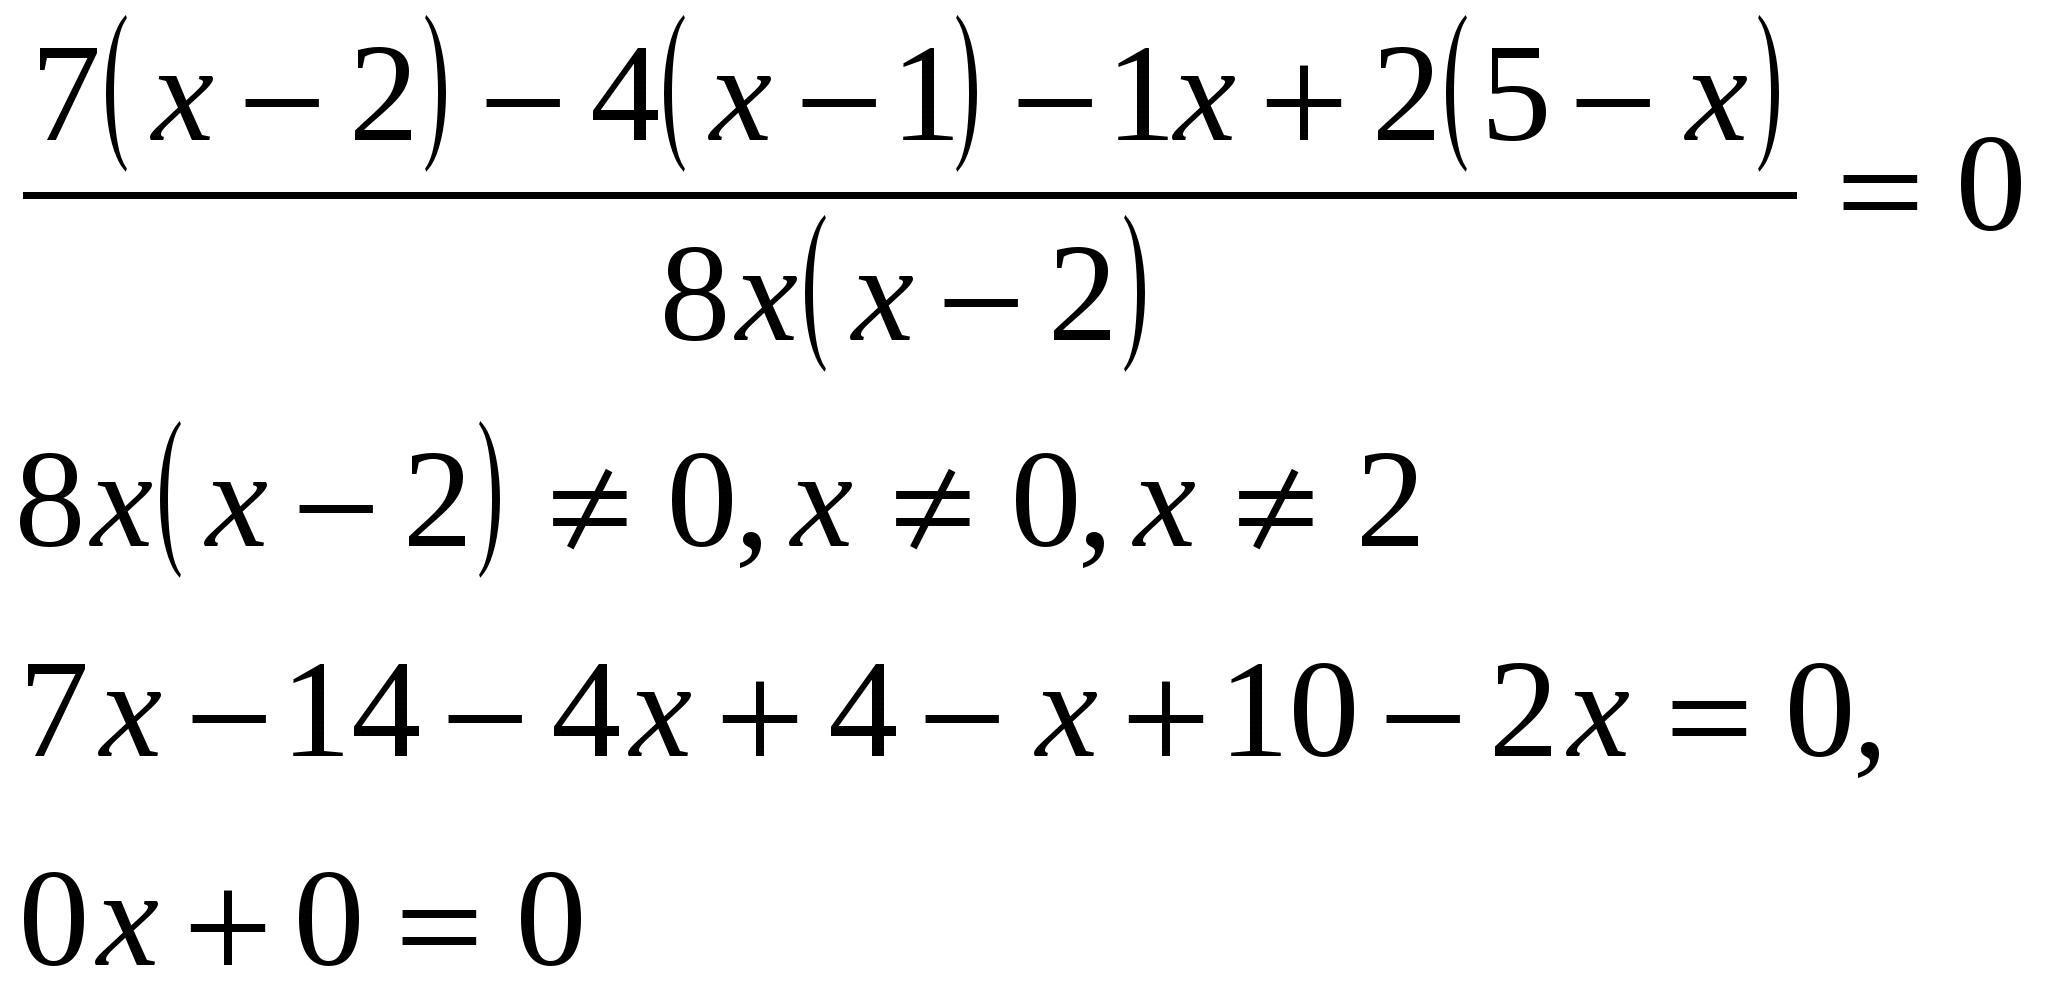 7(x − 2) − 4(x − 1) − 1x + 2(5 − x)
8x(x − 2)
= 0
8x(x − 2) ≠ 0, x ≠ 0, x ≠ 2
7x − 14 − 4x + 4 − x + 10 − 2x = 0,
0x + 0 = 0